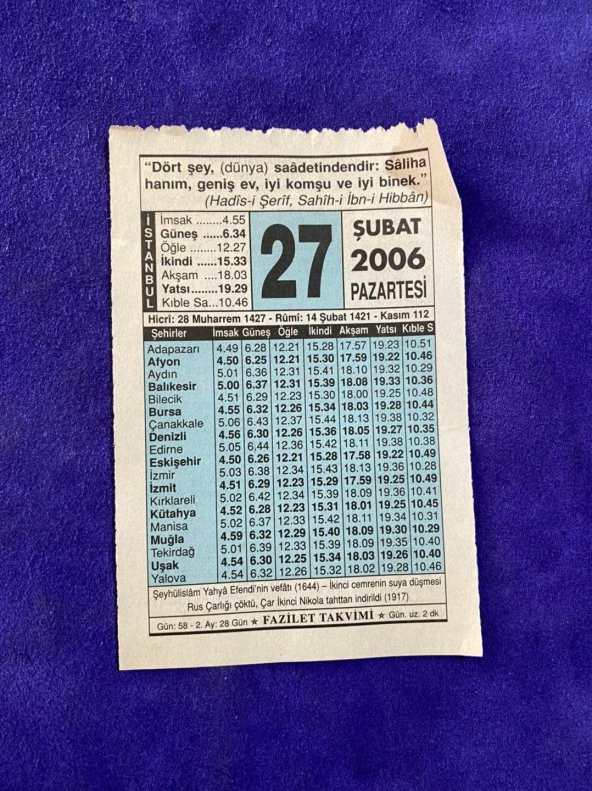 “Dört şey, (dünya) saâdetindendir: Sâliha
hanım, geniş ev, iyi komşu ve iyi binek.”
(Hadîs-i Şerîf, Sahîh-i İbn-i Hibbân)
İSTANBUL
İmsak ........4.55
Güneş ......6.34
Öğle ........12.27
İkindi ......15.33
Akşam ....18.03
Yatsı........19.29
Kıble Sa...10.46
27
ŞUBAT
2006
PAZARTESİ
Hicrî: 28 Muharrem 1427 - Rûmî: 14 Şubat 1421 - Kasım 112
Şehirler İmsak Güneş Öğle İkindi Akşam Yatsı Kıble S
Adapazarı 4.49 6.28 12.21 15.28 17.57 19.23 10.51
Afyon 4.50 6.25 12.21 15.30 17.59 19.22 10.46
Aydın 5.01 6.36 12.31 15.41 18.10 19.32 10.29
Balıkesir 5.00 6.37 12.31 15.39 18.08 19.33 10.36
Bilecik 4.51 6.29 12.23 15.30 18.00 19.25 10.48
Bursa 4.55 6.32 12.26 15.34 18.03 19.28 10.44
Çanakkale 5.06 6.43 12.37 15.44 18.13 19.38 10.32
Denizli 4.56 6.30 12.26 15.36 18.05 19.27 10.35
Edirne 5.05 6,44 12.36 15.42 18.11 19.38 10.38
Eskişehir 4.50 6.26 12.21 15.28 17.58 19.22 10.49
İzmir 5.03 6.38 12.34 15.43 18.13 19.36 10.28
İzmit 4.51 6.29 12.23 15.29 17.59 19.25 10.49
Kırklareli 5.02 6.42 12.34 15.39 18.09 19.36 10.41
Kütahya 4.52 6.28 12.23 15.31 18.01 19.25 10.45
Manisa 5.02 6.37 12.33 15.42 18.11 19.34 10.31
Muğla 4.59 6.32 12.29 15.40 18.09 19.30 10.29
Tekirdağ 5.01 6.39 12.33 15.39 18.09 19.35 10.40
Uşak 4.54 6.30 12.25 15.34 18.03 19.26 10.40
Yalova 4.54 6.32 12.26 15.32 18.02 19.28 10.46
Şeyhülislâm Yahyâ Efendi'nin vefâtı (1644) – İkinci cemrenin suya düşmesi
Rus Çarlığı çöktü, Çar İkinci Nikola tahttan indirildi (1917)
Gün: 58 - 2. Ay: 28 Gün ★ FAZİLET TAKVİMİ ★ Gün. uz. 2 dk